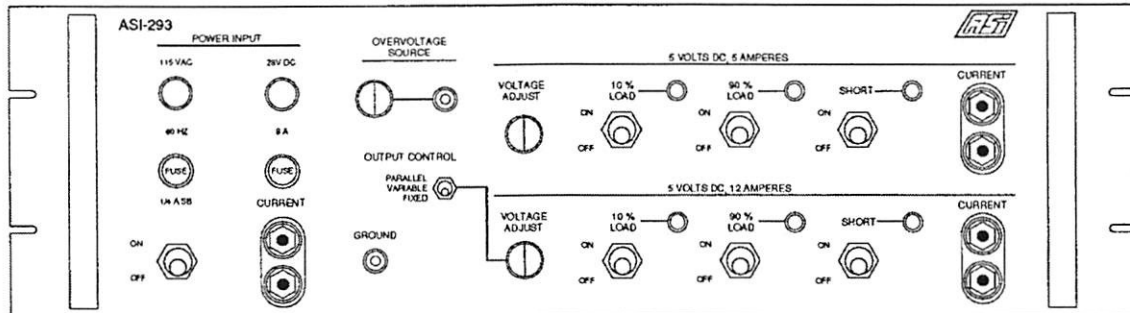 ASI-293
POWER INPUT
115 VAC
28V DC
60 HZ
8 A
FUSE
FUSE
1/4 A SB
CURRENT
ON
OFF
OVERVOLTAGE
SOURCE
OUTPUT CONTROL
PARALLEL
VARIABLE
FIXED
GROUND
ASI
5 VOLTS DC, 5 AMPERES
VOLTAGE
ADJUST
10 %
LOAD
ON
OFF
90 %
LOAD
ON
OFF
SHORT
ON
OFF
CURRENT
5 VOLTS DC, 12 AMPERES
VOLTAGE
ADJUST
10 %
LOAD
ON
OFF
90 %
LOAD
ON
OFF
SHORT
ON
OFF
CURRENT